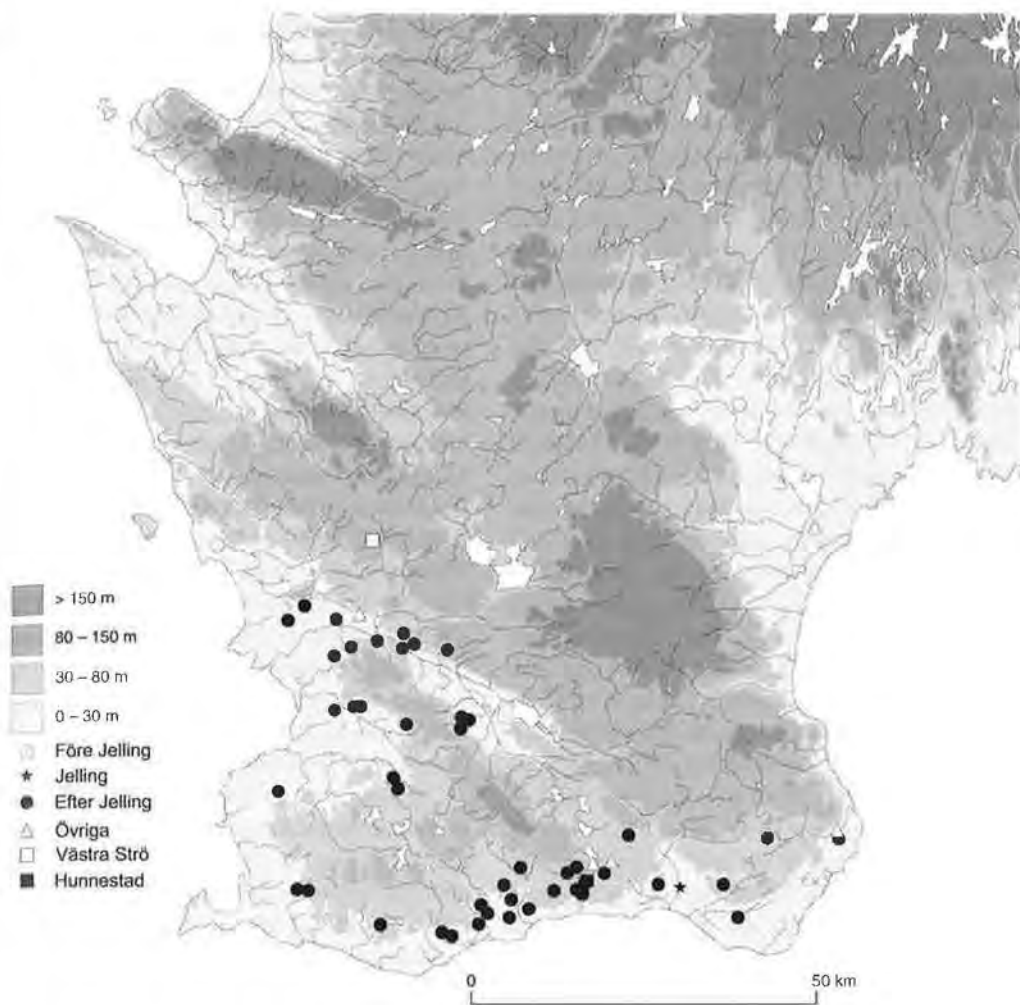 > 150 m
80 – 150 m
30 – 80 m
0 – 30 m
Före Jelling
Jelling
Efter Jelling
Övriga
Västra Strö
Hunnestad
0 50 km